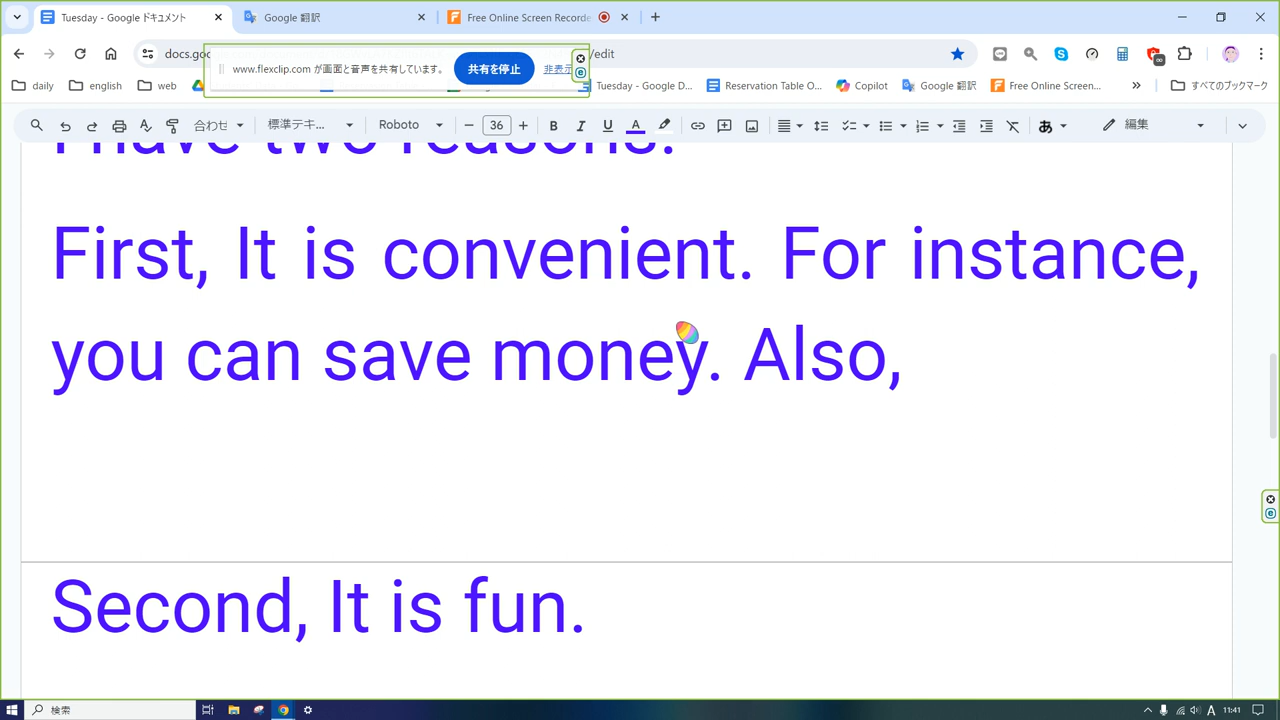 Tuesday - Google ドキュメント
Google 翻訳
Free Online Screen Recorde
docs.goo
/edit
www.flexclip.com が画面と音声を共有しています。
共有を停止
非表示
daily
english
web
Tuesday - Google D...
Reservation Table O...
Copilot
Google 翻訳
Free Online Screen...
すべてのブックマーク
合わせ
標準テキ...
Roboto
36
B
I
U
A
あ
編集
I have two reasons.
First, It is convenient. For instance,
you can save money. Also,
Second, It is fun.
検索
A
11:41